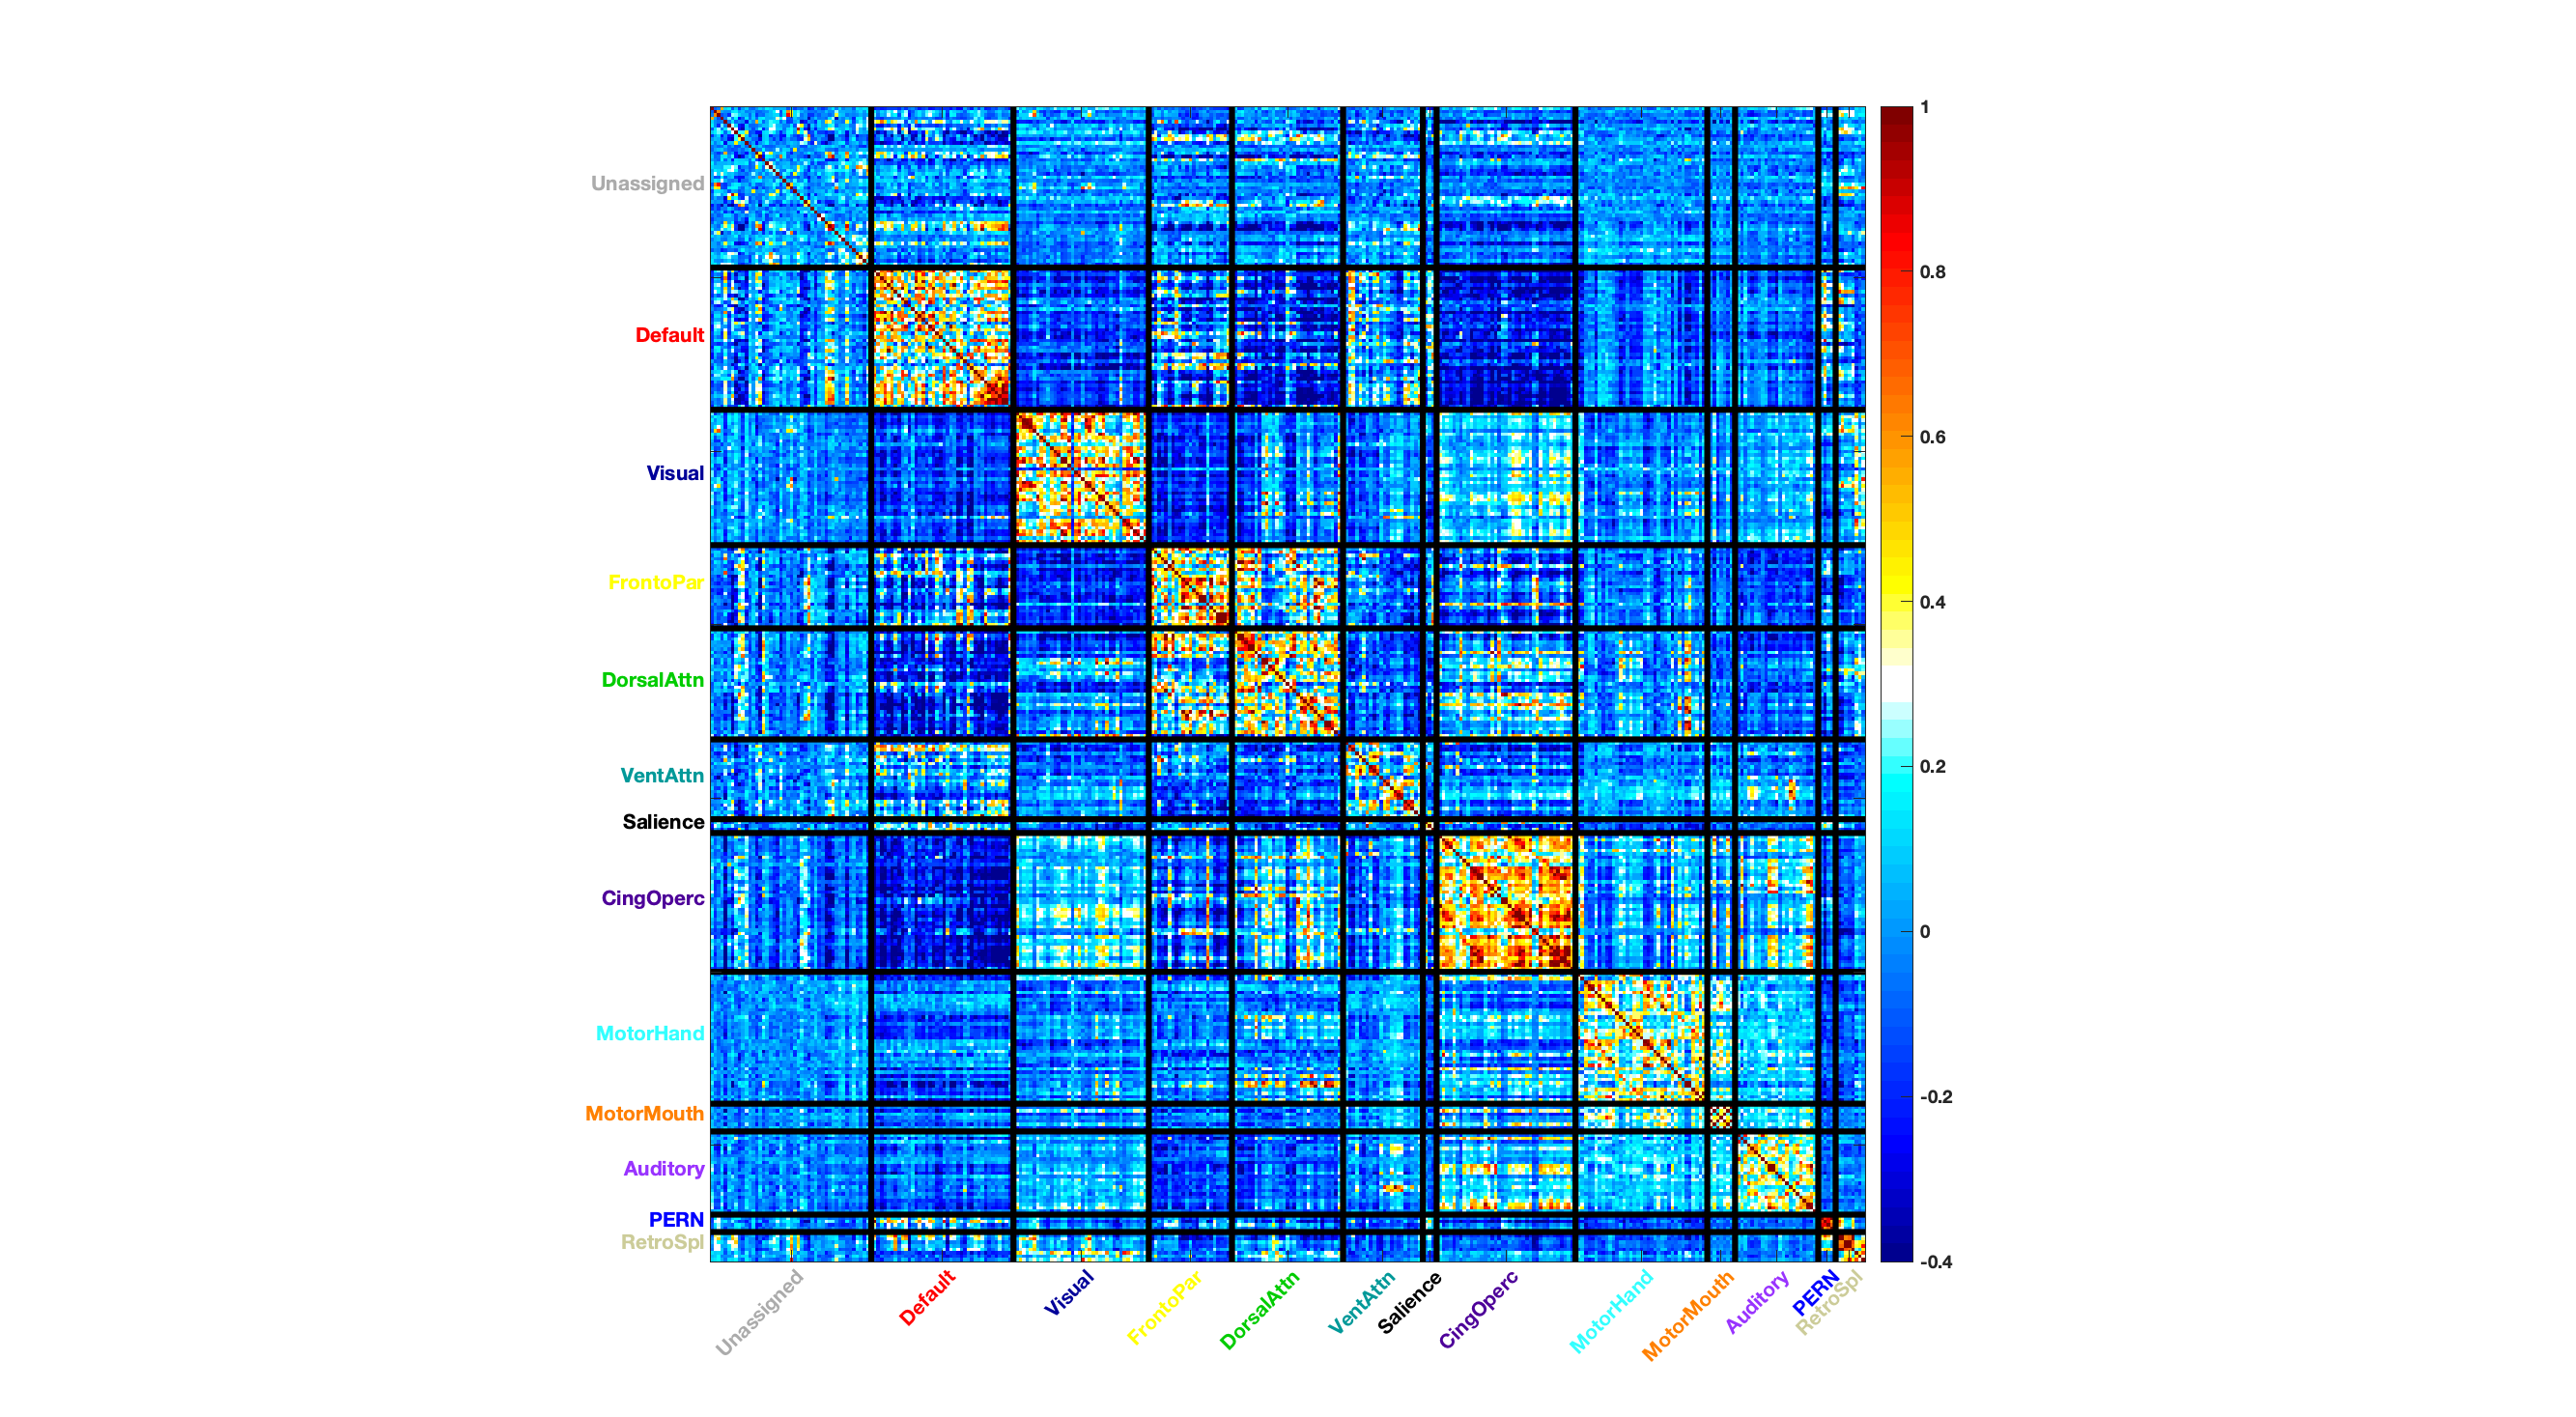 Unassigned
Default
Visual
FrontoPar
DorsalAttn
VentAttn
Salience
CingOperc
MotorHand
MotorMouth
Auditory
PERN
RetroSpl
Unassigned
Default
Visual
FrontoPar
DorsalAttn
VentAttn
Salience
CingOperc
MotorHand
MotorMouth
Auditory
PERN
RetroSpl
1
0.8
0.6
0.4
0.2
0
-0.2
-0.4